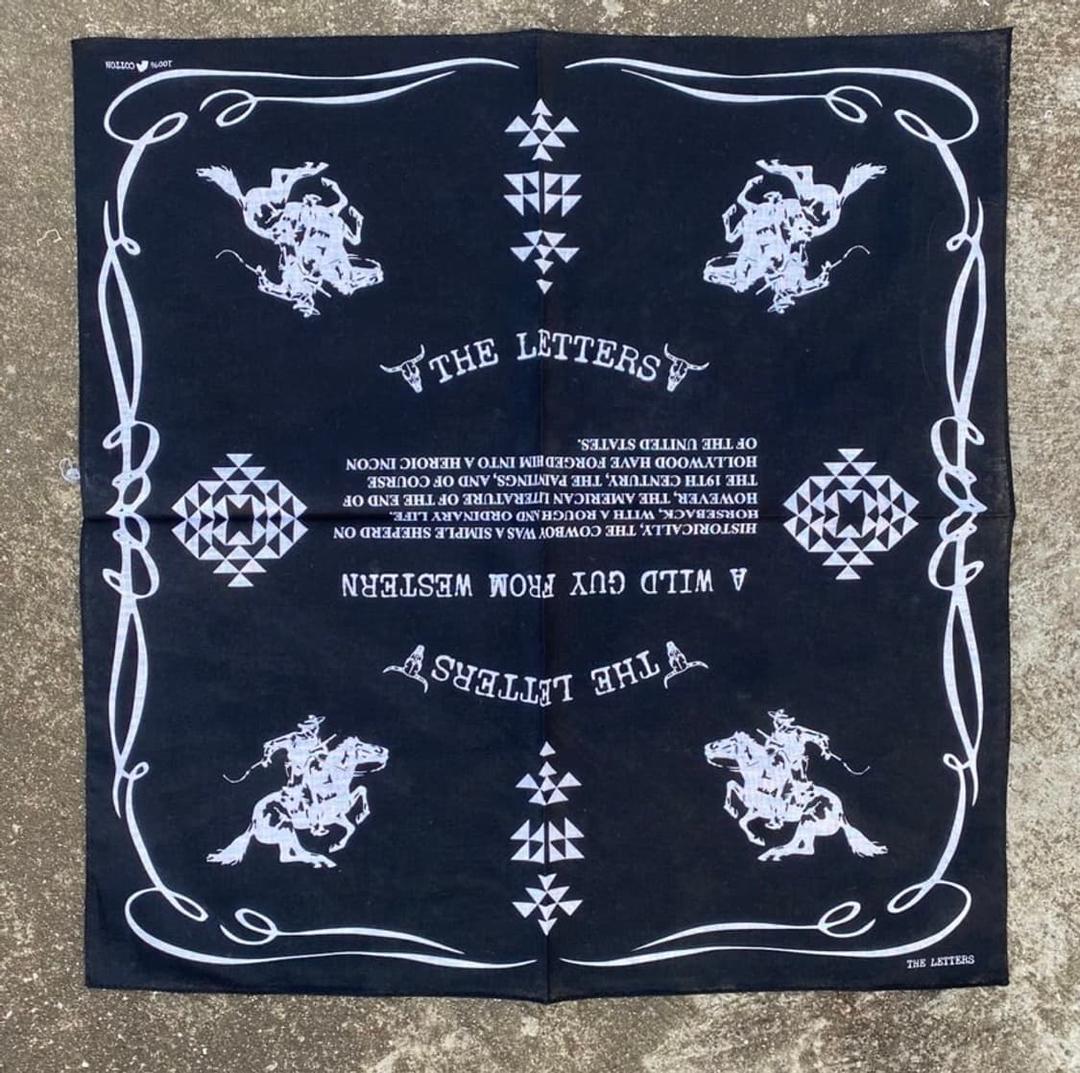 THE LETTERS
A WILD GUY FROM WESTERN
HISTORICALLY, THE COWBOY WAS A SIMPLE SHEPERD ON
HORSEBACK, WITH A ROUGH AND ORDINARY LIFE.
HOWEVER, THE AMERICAN LITERATURE OF THE END OF
THE 19TH CENTURY, THE PAINTINGS, AND OF COURSE
HOLLYWOOD HAVE FORGED HIM INTO A HEROIC INCON
OF THE UNITED STATES.
THE LETTERS
100% COTTON
THE LETTERS